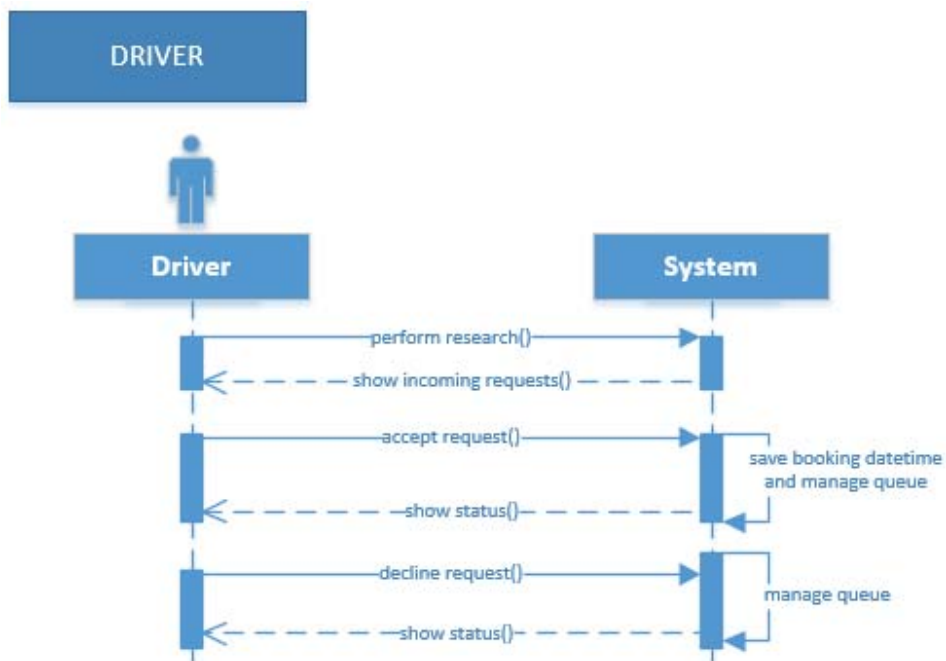 DRIVER
Driver
System
perform research()
show incoming requests()
accept request()
save booking datetime
and manage queue
show status()
decline request()
manage queue
show status()